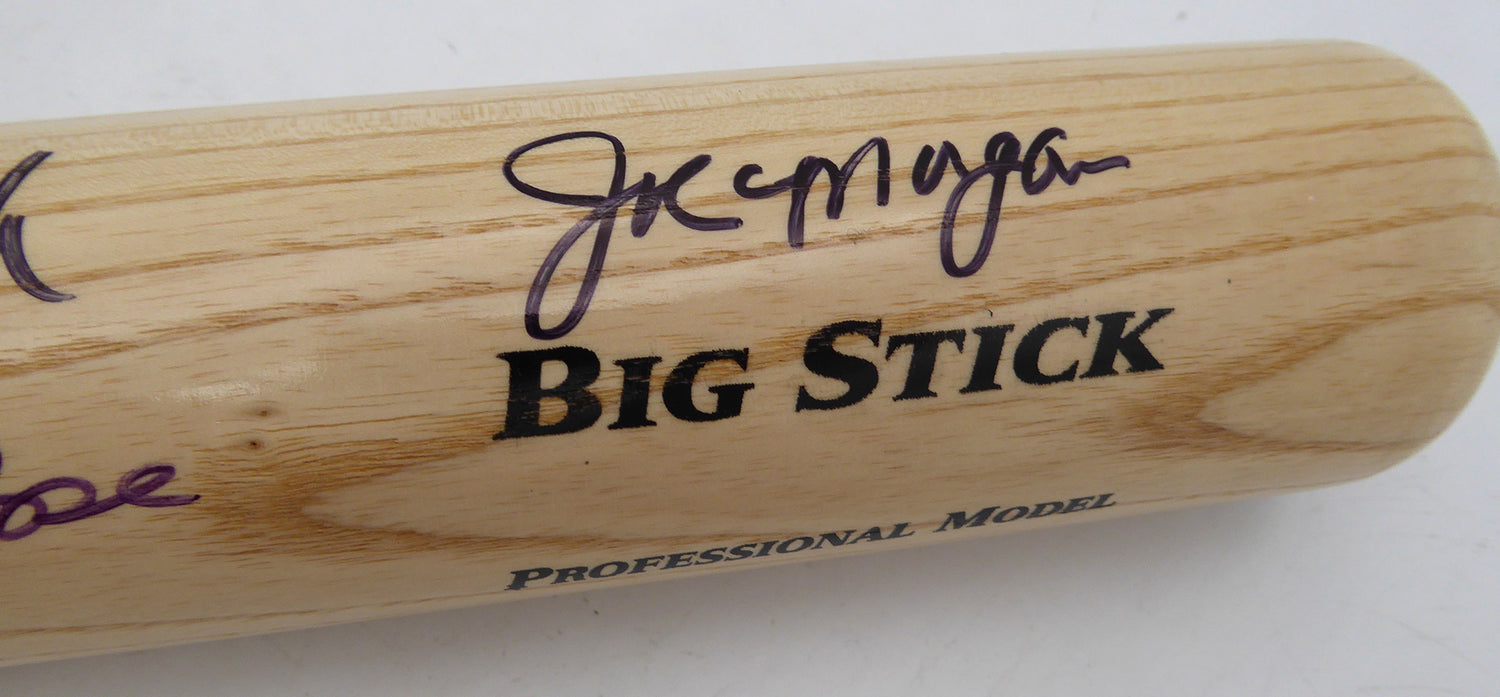 Joe Morgan
BIG STICK
PROFESSIONAL MODEL